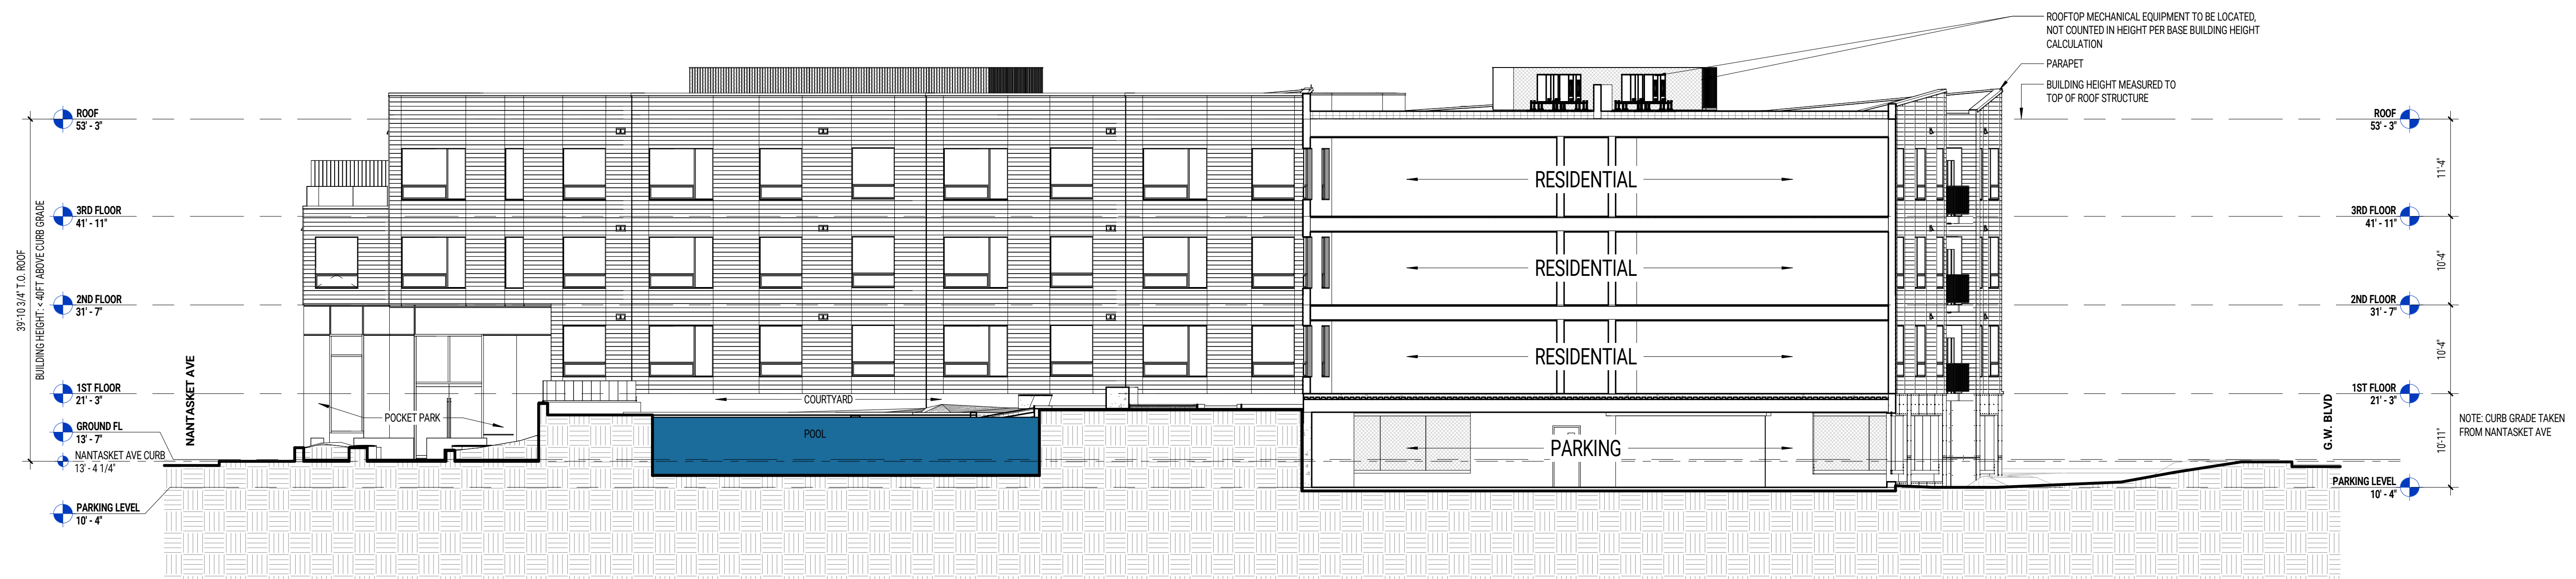 ROOFTOP MECHANICAL EQUIPMENT TO BE LOCATED,
NOT COUNTED IN HEIGHT PER BASE BUILDING HEIGHT
CALCULATION
PARAPET
BUILDING HEIGHT MEASURED TO
TOP OF ROOF STRUCTURE
ROOF
53' - 3"
3RD FLOOR
41' - 11"
2ND FLOOR
31' - 7"
1ST FLOOR
21' - 3"
GROUND FL
13' - 7"
NANTASKET AVE CURB
13' - 4 1/4"
PARKING LEVEL
10' - 4"
39'-10 3/4" T.O. ROOF
BUILDING HEIGHT: < 40FT ABOVE CURB GRADE
NANTASKET AVE
POCKET PARK
COURTYARD
POOL
RESIDENTIAL
RESIDENTIAL
RESIDENTIAL
PARKING
ROOF
53' - 3"
3RD FLOOR
41' - 11"
2ND FLOOR
31' - 7"
1ST FLOOR
21' - 3"
PARKING LEVEL
10' - 4"
G.W. BLVD
11'-4"
10'-4"
10'-4"
10'-11"
NOTE: CURB GRADE TAKEN
FROM NANTASKET AVE